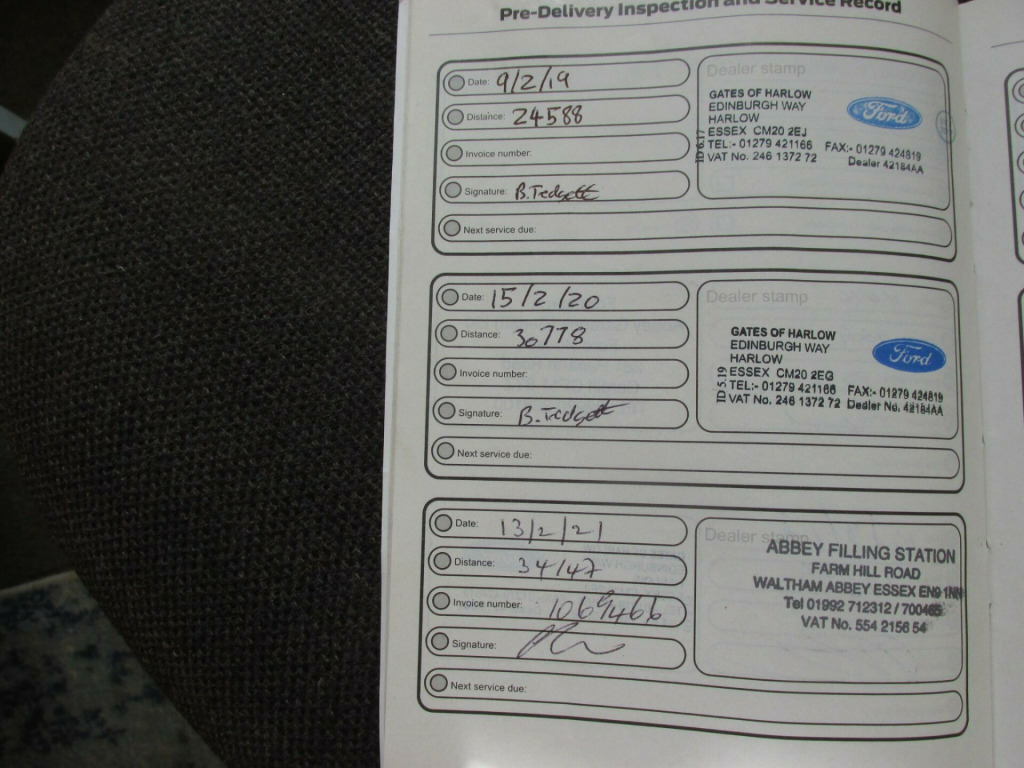 Pre-Delivery Inspection and Service Record
Date: 9/2/19
Distance: 24588
Invoice number:
Signature: B.Tedgett
Next service due:
Dealer stamp
GATES OF HARLOW
EDINBURGH WAY
HARLOW
ESSEX CM20 2EJ
TEL:- 01279 421166 FAX:- 01279 424819
VAT No. 246 1372 72 Dealer 42184AA
ID 6.17
Ford
Date: 15/2/20
Distance: 30778
Invoice number:
Signature: B.Tedgett
Next service due:
Dealer stamp
GATES OF HARLOW
EDINBURGH WAY
HARLOW
ESSEX CM20 2EG
TEL:- 01279 421166 FAX:- 01279 424819
VAT No. 246 1372 72 Dealer No. 42184AA
ID 5.19
Ford
Date: 13/2/21
Distance: 34147
Invoice number: 1069466
Signature:
Next service due:
Dealer stamp
ABBEY FILLING STATION
FARM HILL ROAD
WALTHAM ABBEY ESSEX EN9 1NN
Tel 01992 712312 / 700465
VAT No. 554 2156 54